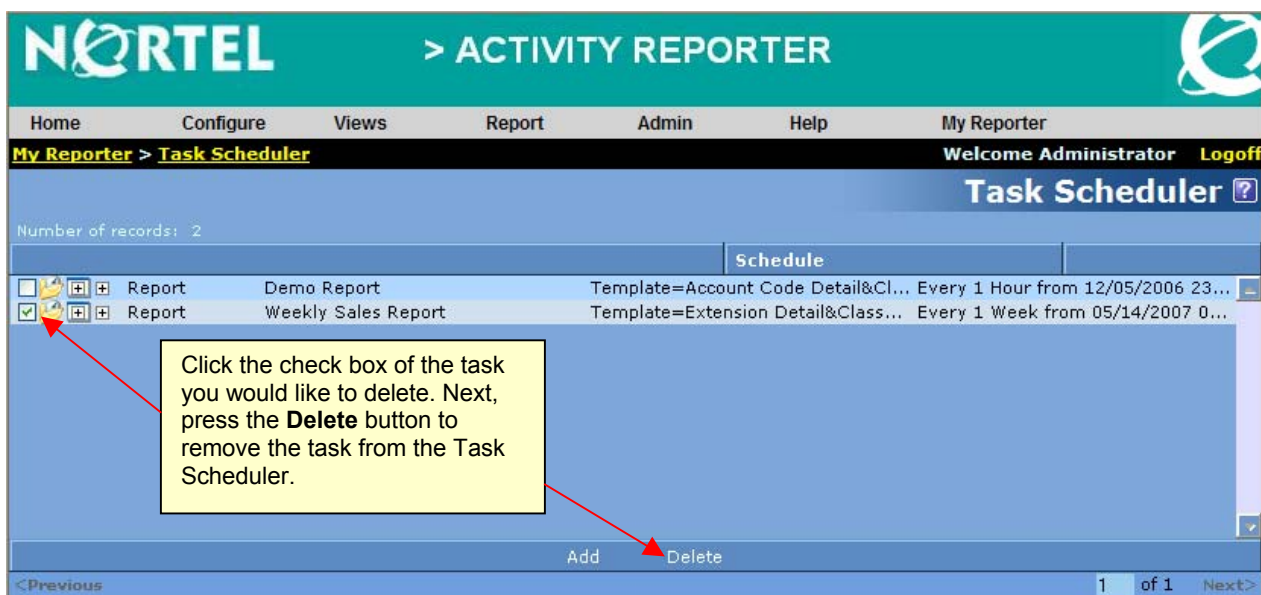 NORTEL > ACTIVITY REPORTER
Home Configure Views Report Admin Help My Reporter
My Reporter > Task Scheduler Welcome Administrator Logoff
Task Scheduler ?
Number of records: 2
Schedule
Report Demo Report Template=Account Code Detail&Cl... Every 1 Hour from 12/05/2006 23...
Report Weekly Sales Report Template=Extension Detail&Class... Every 1 Week from 05/14/2007 0...
Click the check box of the task
you would like to delete. Next,
press the Delete button to
remove the task from the Task
Scheduler.
Add Delete
<Previous 1 of 1 Next>